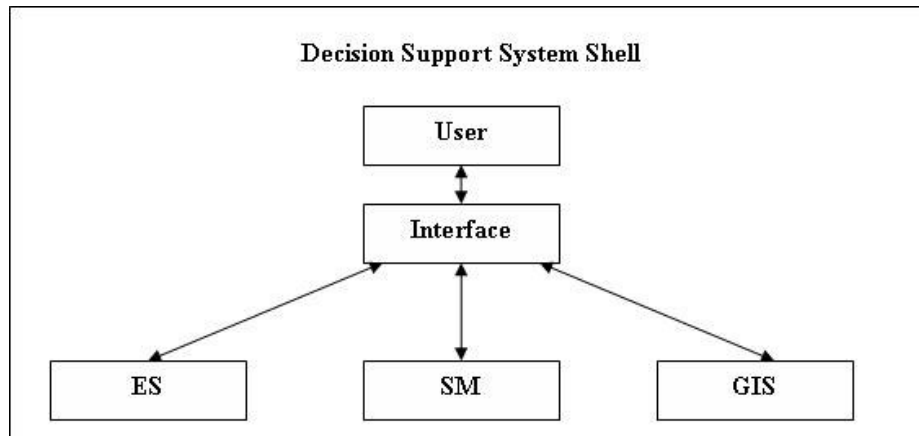 Decision Support System Shell
User
Interface
ES
SM
GIS